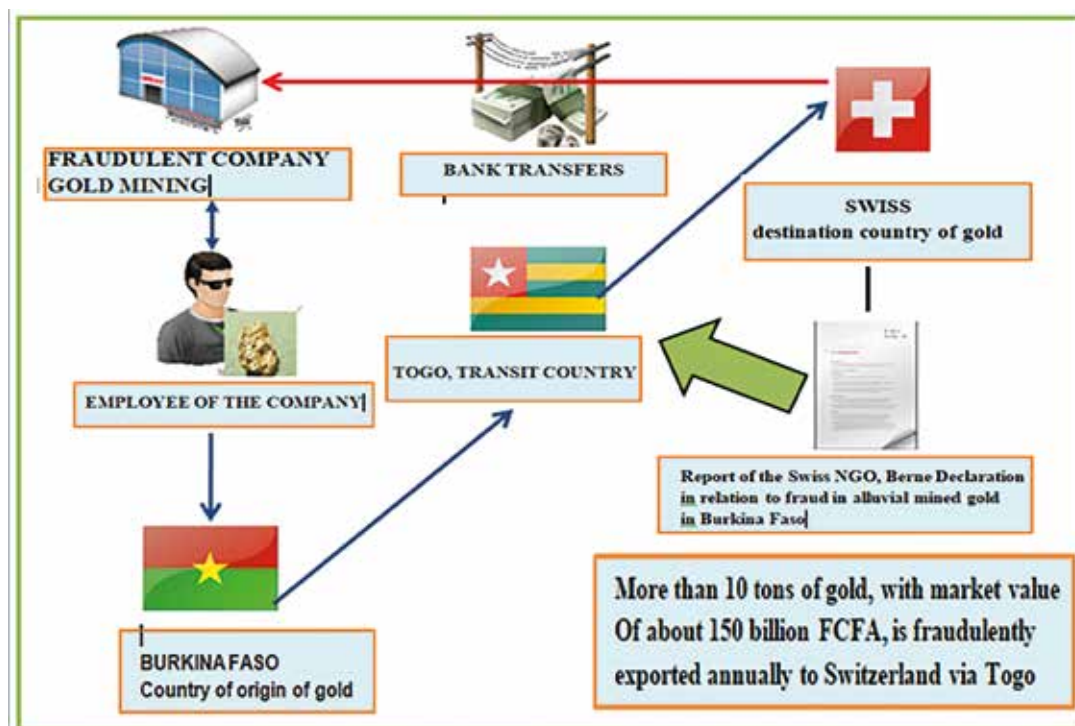 FRAUDULENT COMPANY
GOLD MINING
BANK TRANSFERS
SWISS
destination country of gold
EMPLOYEE OF THE COMPANY
TOGO, TRANSIT COUNTRY
Report of the Swiss NGO, Berne Declaration
in relation to fraud in alluvial mined gold
in Burkina Faso
BURKINA FASO
Country of origin of gold
More than 10 tons of gold, with market value
Of about 150 billion FCFA, is fraudulently
exported annually to Switzerland via Togo